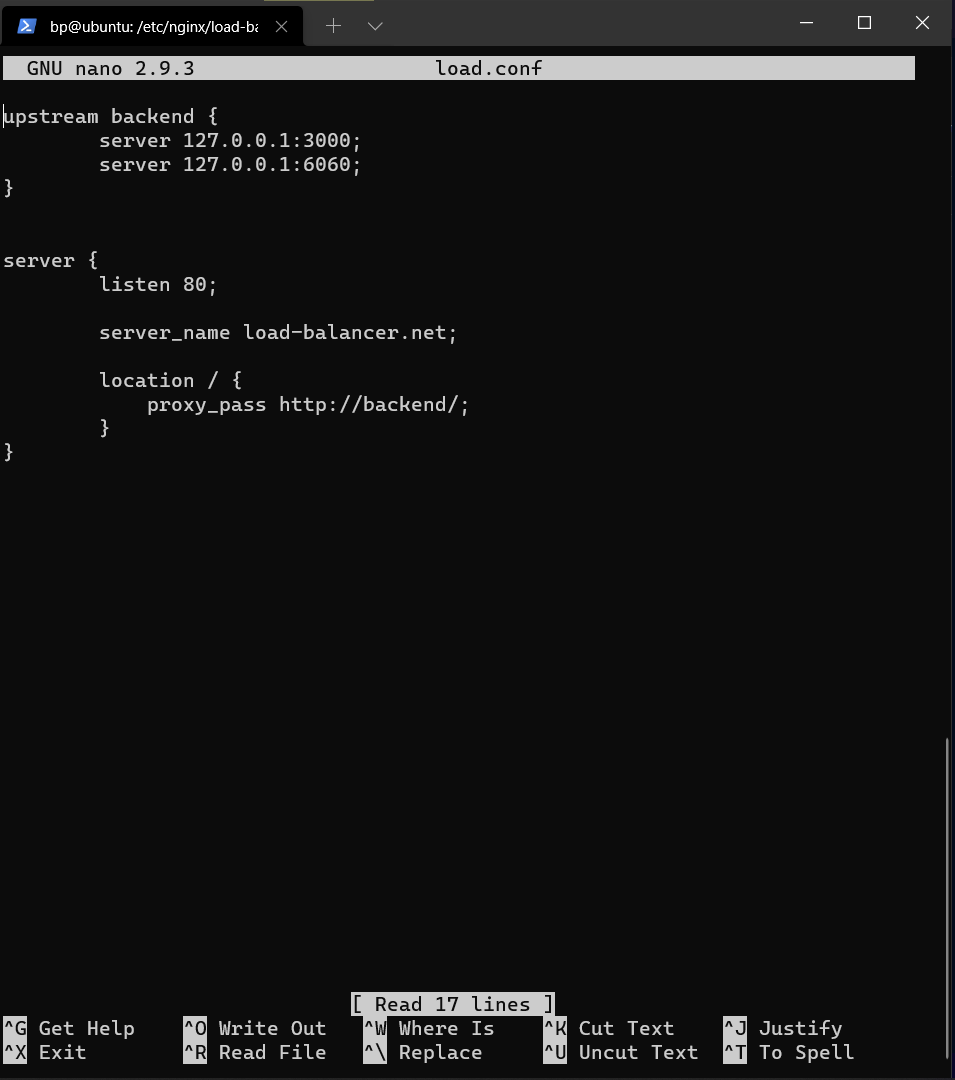 bp@ubuntu: /etc/nginx/load-ba
GNU nano 2.9.3 load.conf
upstream backend {
        server 127.0.0.1:3000;
        server 127.0.0.1:6060;
}
server {
        listen 80;
        server_name load-balancer.net;
        location / {
            proxy_pass http://backend/;
        }
}
[ Read 17 lines ]
^G Get Help ^O Write Out ^W Where Is ^K Cut Text ^J Justify
^X Exit ^R Read File ^\ Replace ^U Uncut Text ^T To Spell